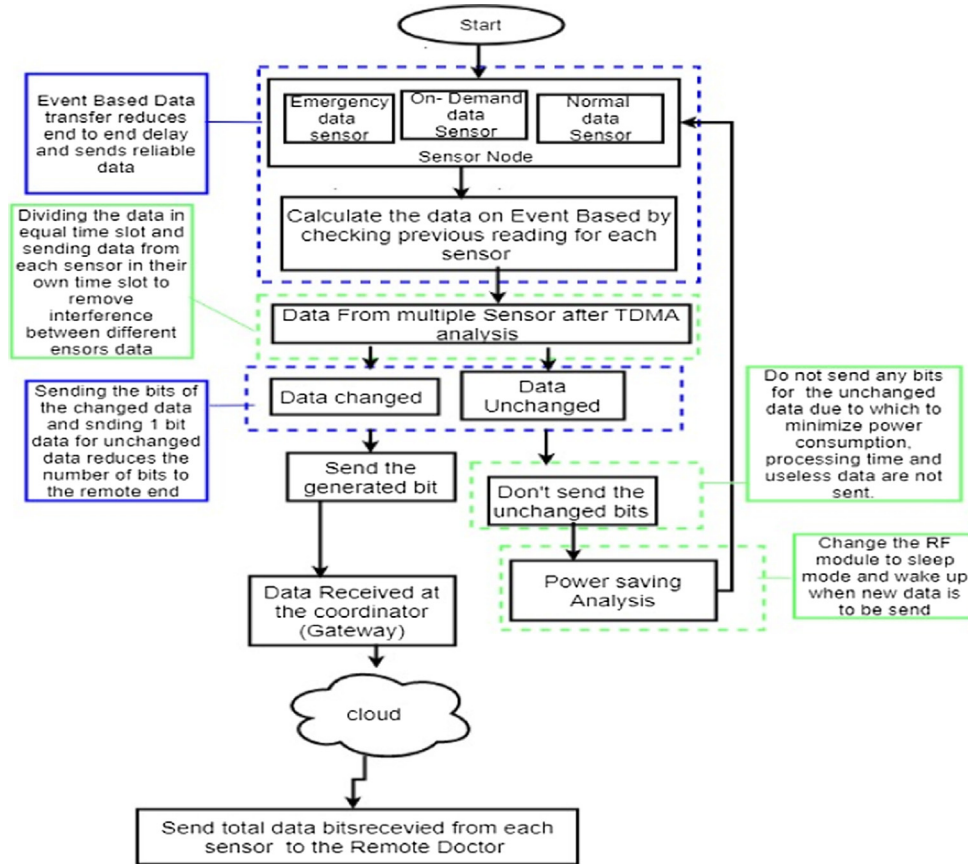 Start
Event Based Data
transfer reduces
end to end delay
and sends reliable
data
Emergency
data
sensor
On- Demand
data
Sensor
Normal
data
Sensor
Sensor Node
Dividing the data in
equal time slot and
sending data from
each sensor in their
own time slot to
remove
interference
between different
ensors data
Calculate the data on Event Based by
checking previous reading for each
sensor
Data From multiple Sensor after TDMA
analysis
Sending the bits of
the changed data
and snding 1 bit
data for unchanged
data reduces the
number of bits to
the remote end
Data changed
Data
Unchanged
Do not send any bits
for the unchanged
data due to which to
minimize power
consumption,
processing time and
useless data are not
sent.
Send the
generated bit
Don't send the
unchanged bits
Change the RF
module to sleep
mode and wake up
when new data is
to be send
Data Received at
the coordinator
(Gateway)
Power saving
Analysis
cloud
Send total data bitsrecevied from each
sensor to the Remote Doctor